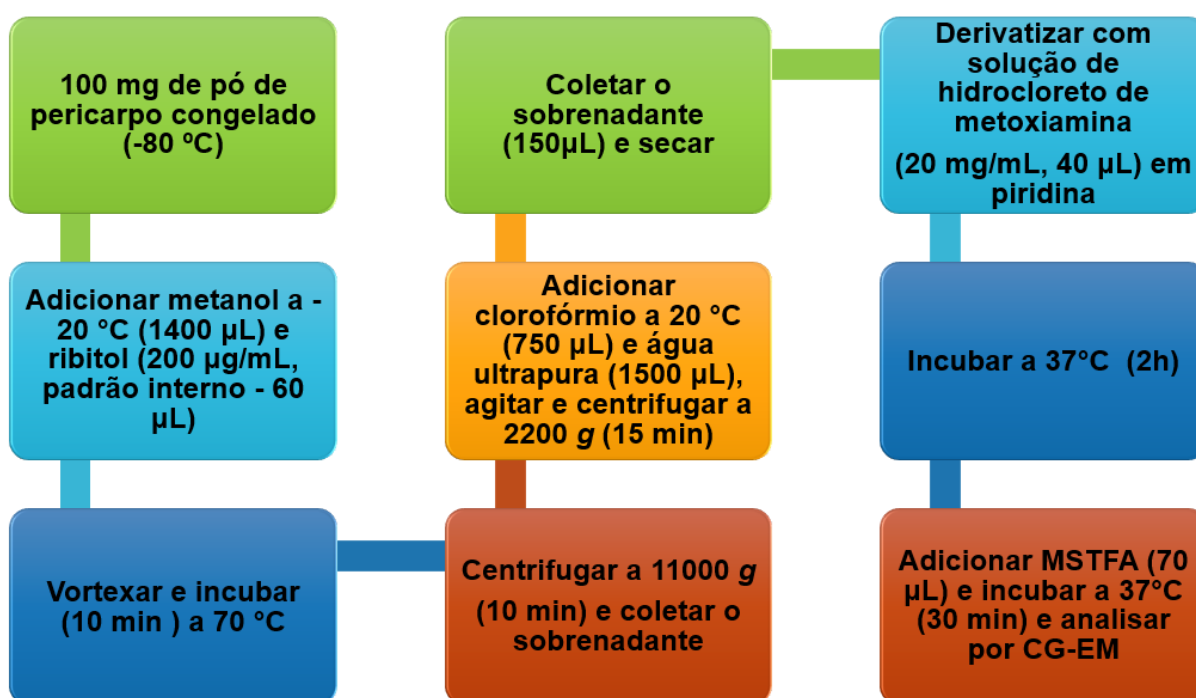 100 mg de pó de
pericarpo congelado
(-80 ºC)
Adicionar metanol a -
20 °C (1400 µL) e
ribitol (200 µg/mL,
padrão interno - 60
µL)
Vortexar e incubar
(10 min ) a 70 °C
Centrifugar a 11000 g
(10 min) e coletar o
sobrenadante
Adicionar
clorofórmio a 20 °C
(750 µL) e água
ultrapura (1500 µL),
agitar e centrifugar a
2200 g (15 min)
Coletar o
sobrenadante
(150µL) e secar
Derivatizar com
solução de
hidrocloreto de
metoxiamina
(20 mg/mL, 40 µL) em
piridina
Incubar a 37°C (2h)
Adicionar MSTFA (70
µL) e incubar a 37°C
(30 min) e analisar
por CG-EM